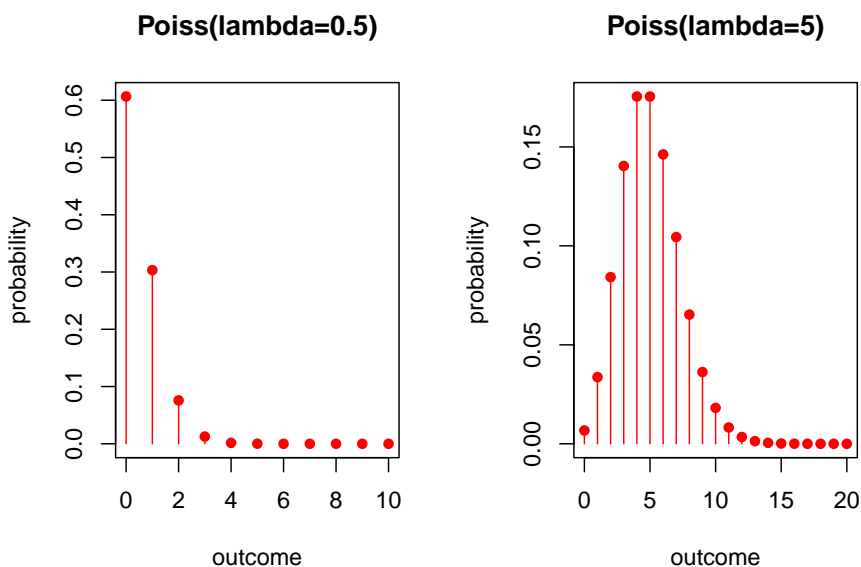 Poiss(lambda=0.5)
probability
0.6
0.5
0.4
0.3
0.2
0.1
0.0
0 2 4 6 8 10
outcome
Poiss(lambda=5)
probability
0.15
0.10
0.05
0.00
0 5 10 15 20
outcome